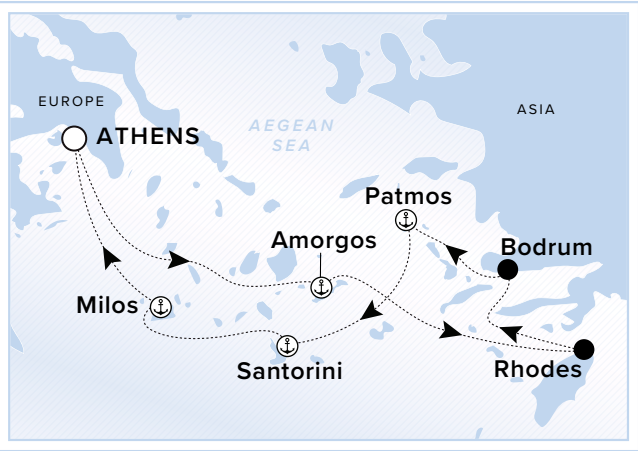 EUROPE
ASIA
AEGEAN
SEA
ATHENS
Patmos
Amorgos
Bodrum
Milos
Santorini
Rhodes